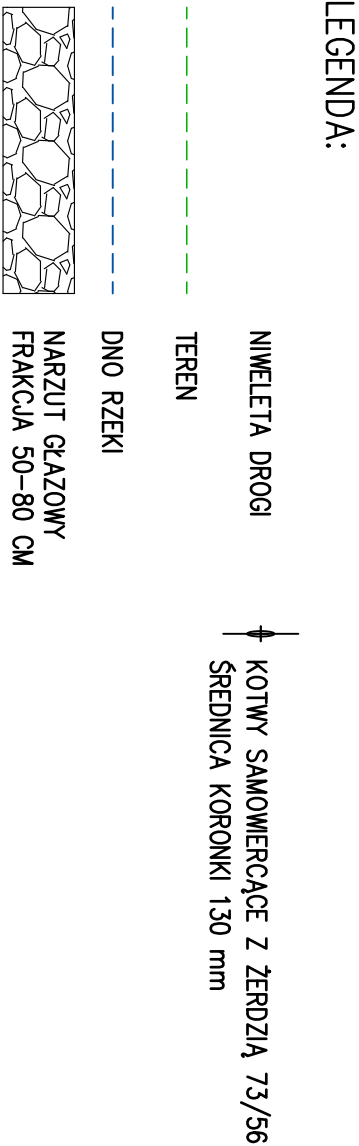 LEGENDA:
NIWELETA DROGI
TEREN
DNO RZEKI
NARZUT GŁAZOWY
FRAKCJA 50-80 CM
KOTWY SAMOWIERCĄCE Z ŻERDZIĄ 73/56
ŚREDNICA KORONKI 130 mm